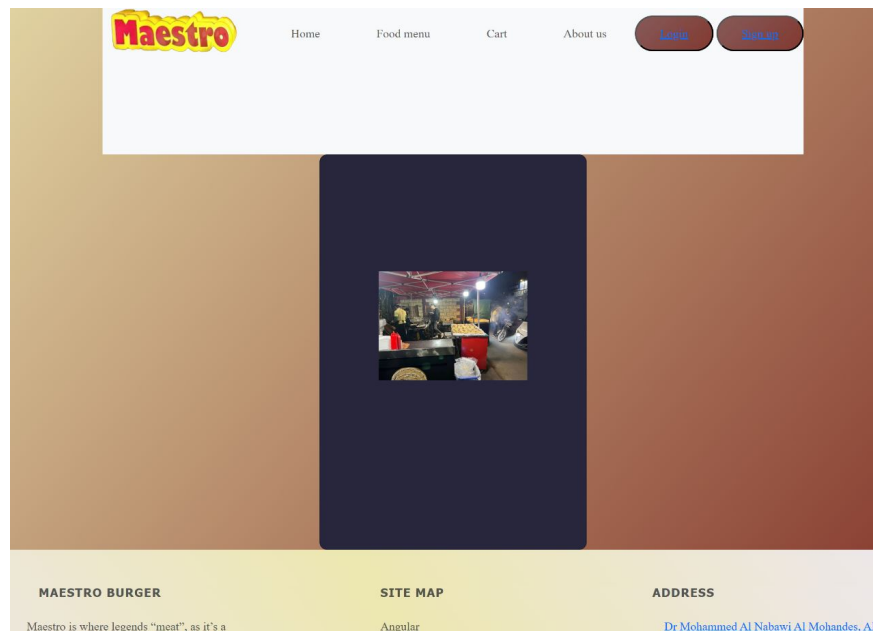 Maestro
Home Food menu Cart About us Login Sign up
MAESTRO BURGER SITE MAP ADDRESS
Maestro is where legends “meat”, as it’s a Angular Dr Mohammed Al Nabawi Al Mohandes, Al